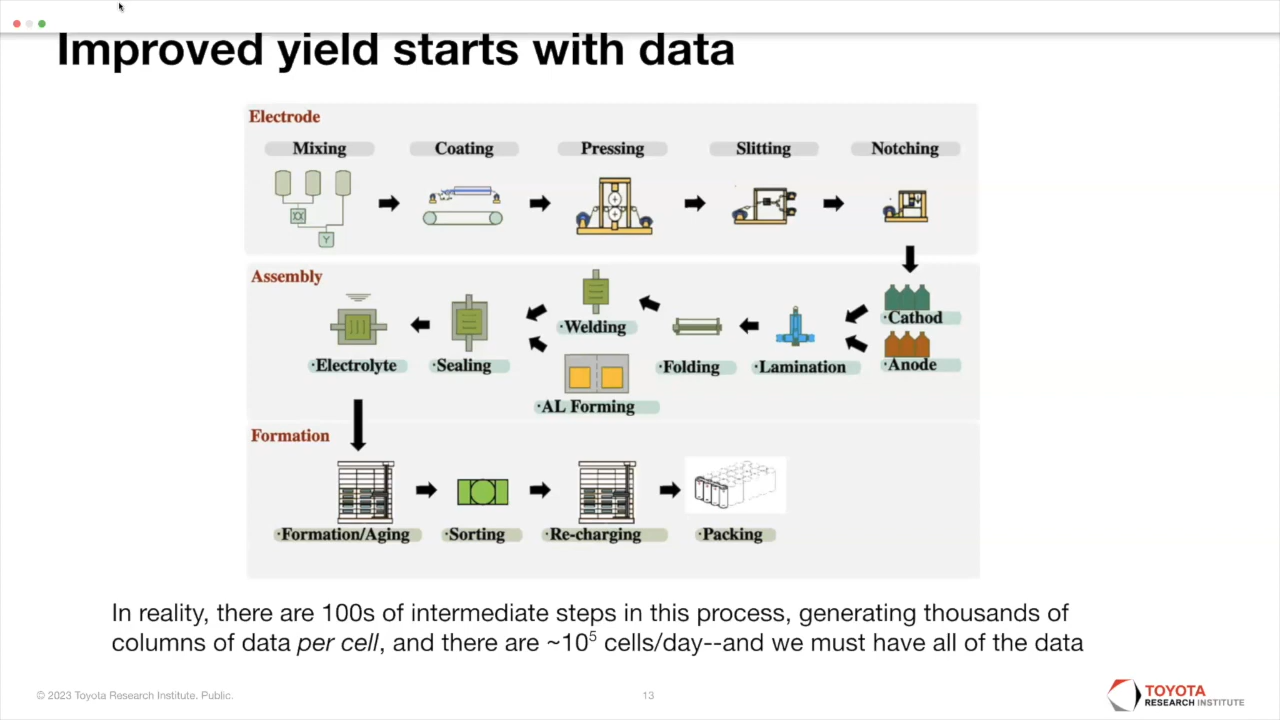 Improved yield starts with data
Electrode
Mixing
Coating
Pressing
Slitting
Notching
Assembly
·Cathod
·Anode
·Lamination
·Folding
·Welding
·AL Forming
·Sealing
·Electrolyte
Formation
·Formation/Aging
·Sorting
·Re-charging
·Packing
In reality, there are 100s of intermediate steps in this process, generating thousands of
columns of data per cell, and there are ~10⁵ cells/day--and we must have all of the data
© 2023 Toyota Research Institute. Public.
13
TOYOTA
RESEARCH INSTITUTE